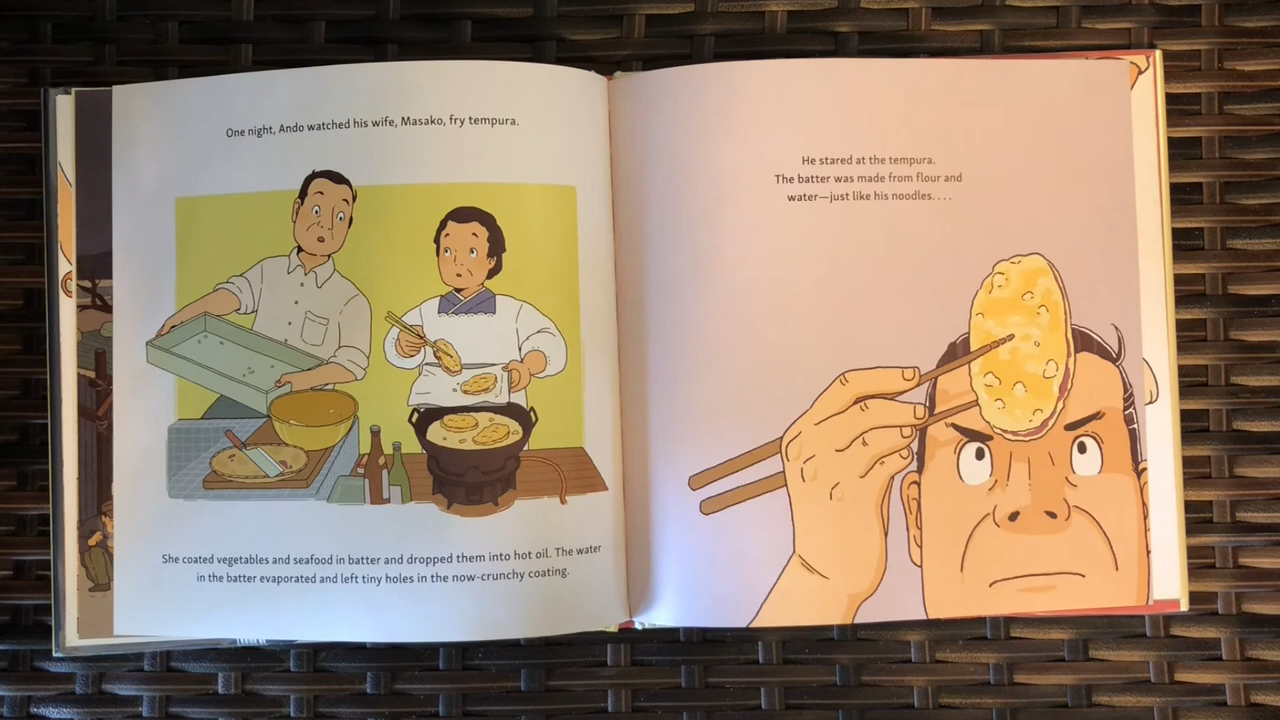 One night, Ando watched his wife, Masako, fry tempura.
She coated vegetables and seafood in batter and dropped them into hot oil. The water
in the batter evaporated and left tiny holes in the now-crunchy coating.
He stared at the tempura.
The batter was made from flour and
water—just like his noodles. . . .